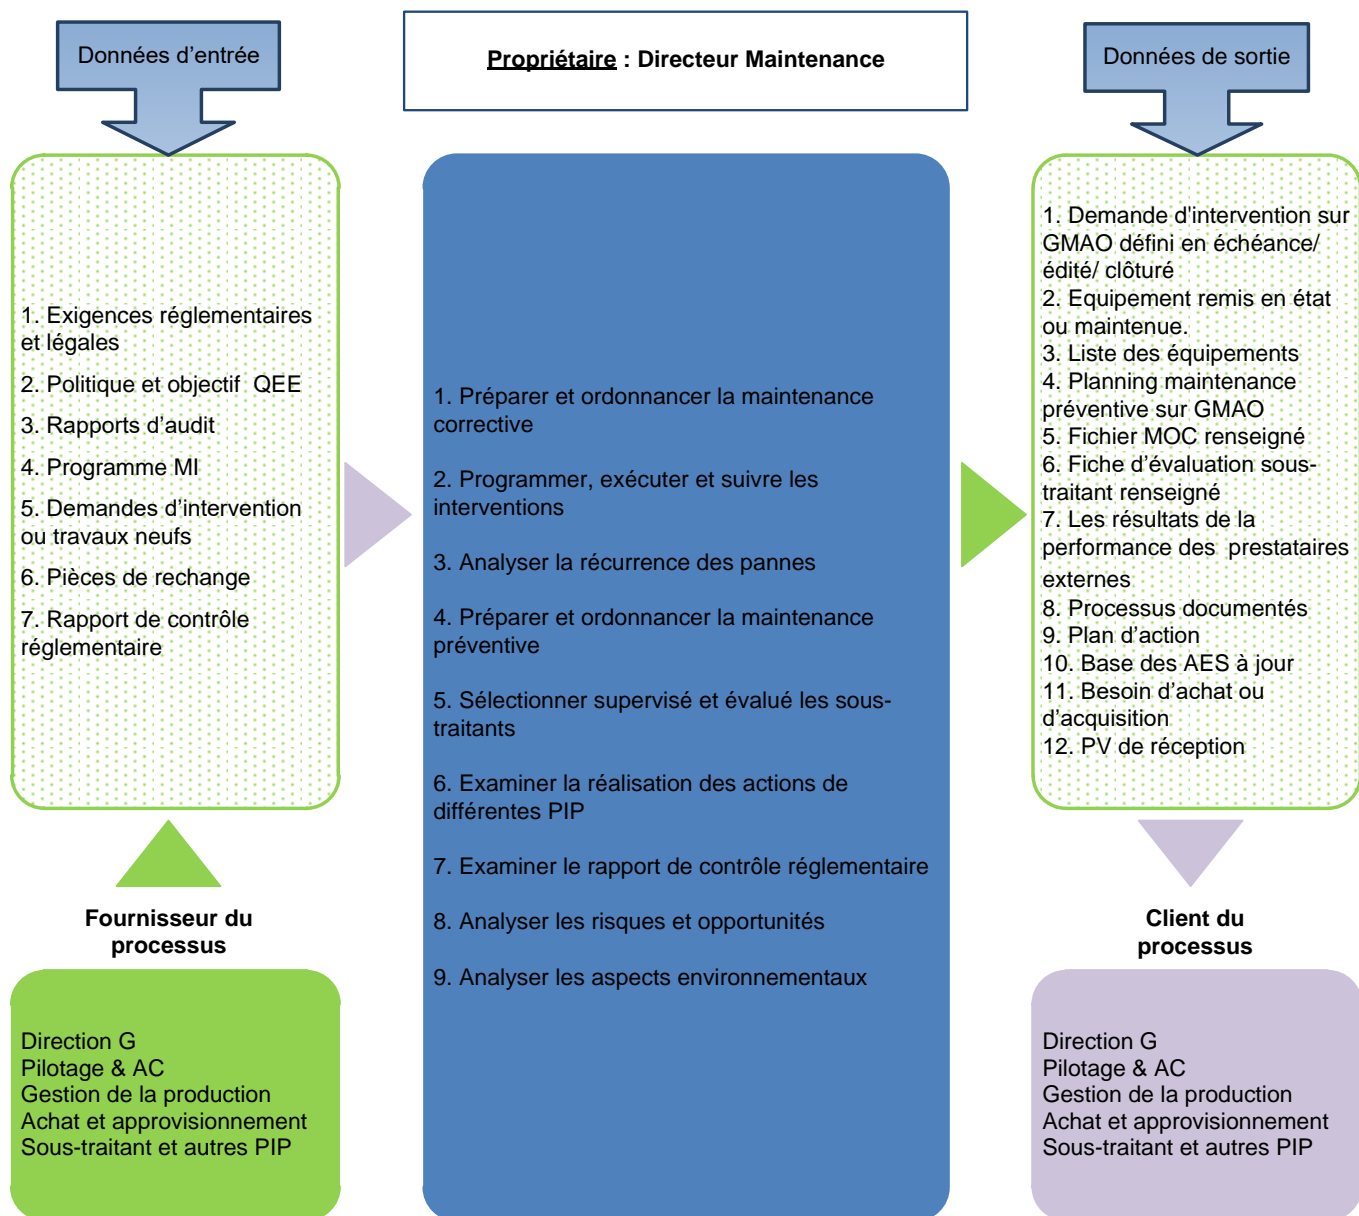 Données d'entrée
Propriétaire : Directeur Maintenance
Données de sortie
1. Exigences réglementaires
et légales
2. Politique et objectif QEE
3. Rapports d'audit
4. Programme MI
5. Demandes d'intervention
ou travaux neufs
6. Pièces de rechange
7. Rapport de contrôle
réglementaire
1. Préparer et ordonnancer la maintenance
corrective
2. Programmer, exécuter et suivre les
interventions
3. Analyser la récurrence des pannes
4. Préparer et ordonnancer la maintenance
préventive
5. Sélectionner supervisé et évalué les sous-
traitants
6. Examiner la réalisation des actions de
différentes PIP
7. Examiner le rapport de contrôle réglementaire
8. Analyser les risques et opportunités
9. Analyser les aspects environnementaux
1. Demande d'intervention sur
GMAO défini en échéance/
édité/ clôturé
2. Equipement remis en état
ou maintenue.
3. Liste des équipements
4. Planning maintenance
préventive sur GMAO
5. Fichier MOC renseigné
6. Fiche d'évaluation sous-
traitant renseigné
7. Les résultats de la
performance des prestataires
externes
8. Processus documentés
9. Plan d'action
10. Base des AES à jour
11. Besoin d'achat ou
d'acquisition
12. PV de réception
Fournisseur du
processus
Direction G
Pilotage & AC
Gestion de la production
Achat et approvisionnement
Sous-traitant et autres PIP
Client du
processus
Direction G
Pilotage & AC
Gestion de la production
Achat et approvisionnement
Sous-traitant et autres PIP